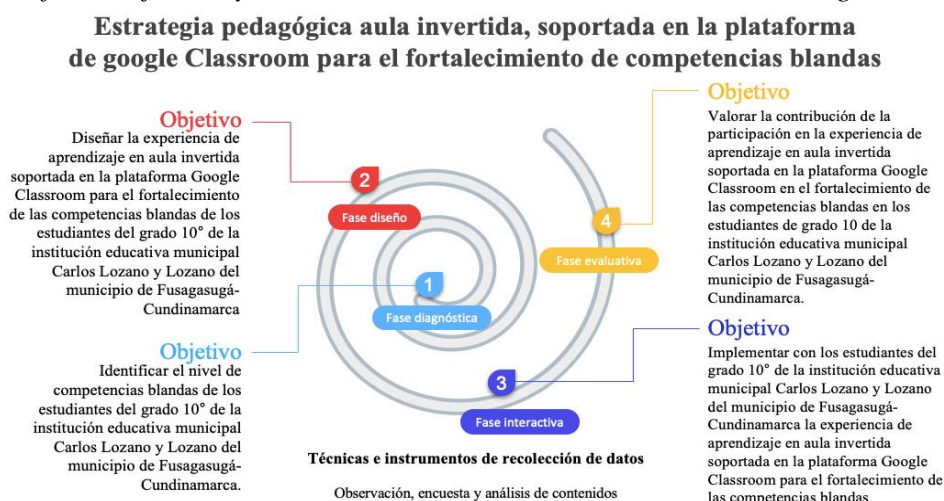 Estrategia pedagógica aula invertida, soportada en la plataforma
de google Classroom para el fortalecimiento de competencias blandas
Objetivo
Diseñar la experiencia de
aprendizaje en aula invertida
soportada en la plataforma Google
Classroom para el fortalecimiento
de las competencias blandas de los
estudiantes del grado 10° de la
institución educativa municipal
Carlos Lozano y Lozano del
municipio de Fusagasugá-
Cundinamarca
Objetivo
Identificar el nivel de
competencias blandas de los
estudiantes del grado 10° de la
institución educativa municipal
Carlos Lozano y Lozano del
municipio de Fusagasugá-
Cundinamarca.
2
Fase diseño
1
Fase diagnóstica
4
Fase evaluativa
3
Fase interactiva
Objetivo
Valorar la contribución de la
participación en la experiencia de
aprendizaje en aula invertida
soportada en la plataforma Google
Classroom en el fortalecimiento de
las competencias blandas en los
estudiantes de grado 10 de la
institución educativa municipal
Carlos Lozano y Lozano del
municipio de Fusagasugá-
Cundinamarca.
Objetivo
Implementar con los estudiantes del
grado 10° de la institución educativa
municipal Carlos Lozano y Lozano
del municipio de Fusagasugá-
Cundinamarca la experiencia de
aprendizaje en aula invertida
soportada en la plataforma Google
Classroom para el fortalecimiento de
las competencias blandas
Técnicas e instrumentos de recolección de datos
Observación, encuesta y análisis de contenidos